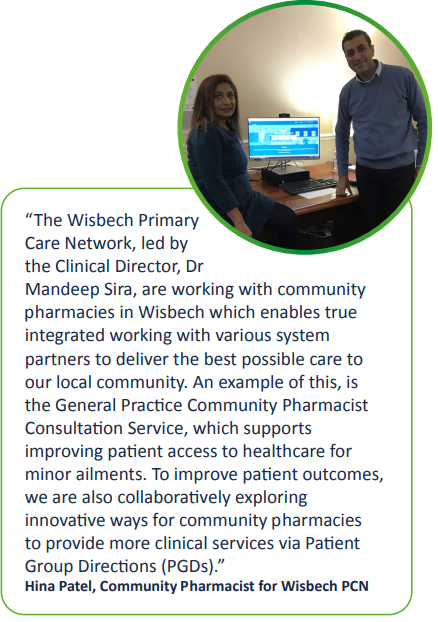 “The Wisbech Primary
Care Network, led by
the Clinical Director, Dr
Mandeep Sira, are working with community
pharmacies in Wisbech which enables true
integrated working with various system
partners to deliver the best possible care to
our local community. An example of this, is
the General Practice Community Pharmacist
Consultation Service, which supports
improving patient access to healthcare for
minor ailments. To improve patient outcomes,
we are also collaboratively exploring
innovative ways for community pharmacies
to provide more clinical services via Patient
Group Directions (PGDs).”
Hina Patel, Community Pharmacist for Wisbech PCN